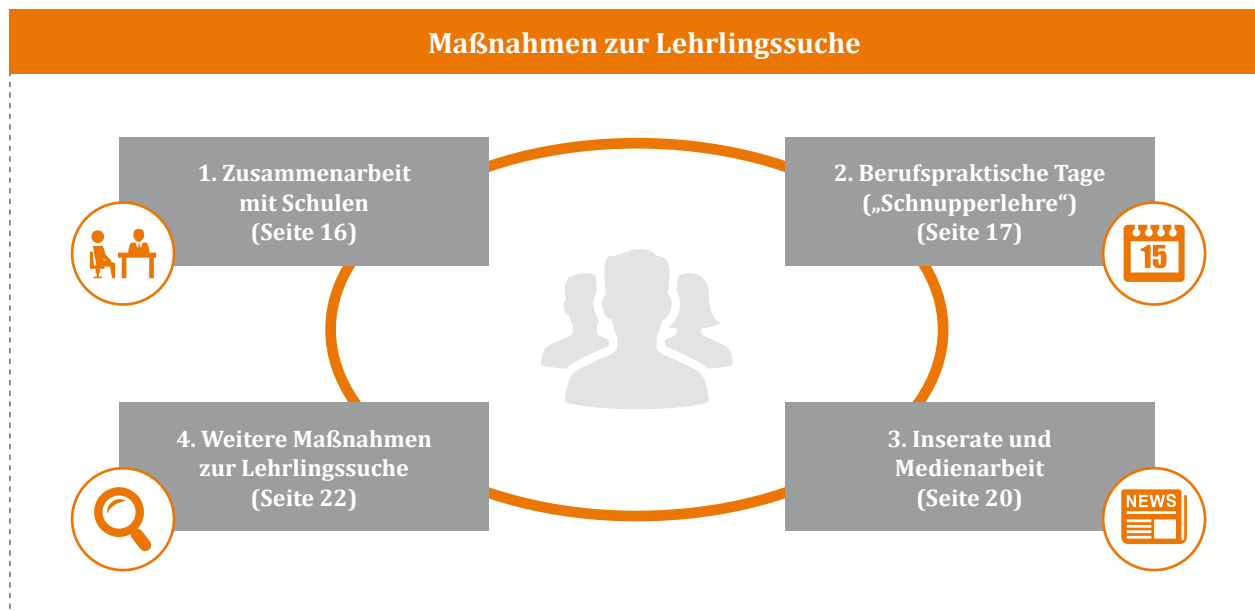 Maßnahmen zur Lehrlingssuche
1. Zusammenarbeit
mit Schulen
(Seite 16)
2. Berufspraktische Tage
(„Schnupperlehre“)
(Seite 17)
15
4. Weitere Maßnahmen
zur Lehrlingssuche
(Seite 22)
3. Inserate und
Medienarbeit
(Seite 20)
NEWS